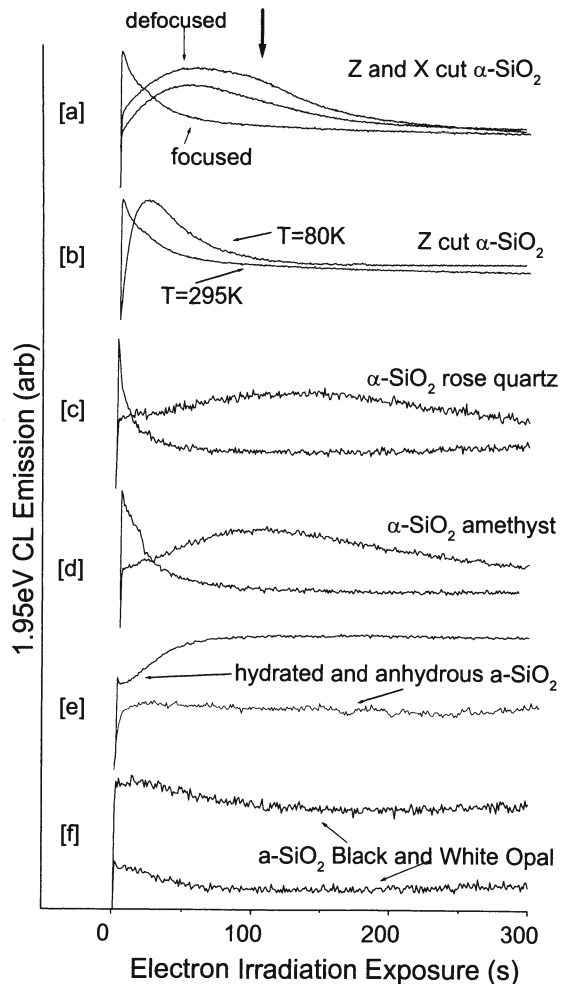 defocused
Z and X cut α-SiO₂
[a]
focused
T=80K
Z cut α-SiO₂
[b]
T=295K
α-SiO₂ rose quartz
[c]
α-SiO₂ amethyst
[d]
hydrated and anhydrous a-SiO₂
[e]
[f]
a-SiO₂ Black and White Opal
1.95eV CL Emission (arb)
0 100 200 300
Electron Irradiation Exposure (s)